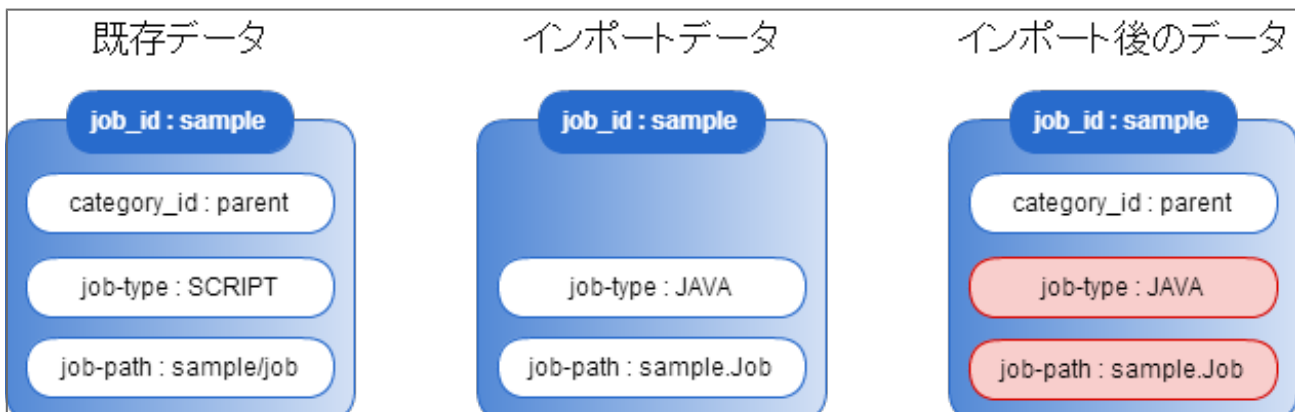 既存データ
インポートデータ
インポート後のデータ
job_id : sample
category_id : parent
job-type : SCRIPT
job-path : sample/job
job_id : sample
job-type : JAVA
job-path : sample.Job
job_id : sample
category_id : parent
job-type : JAVA
job-path : sample.Job